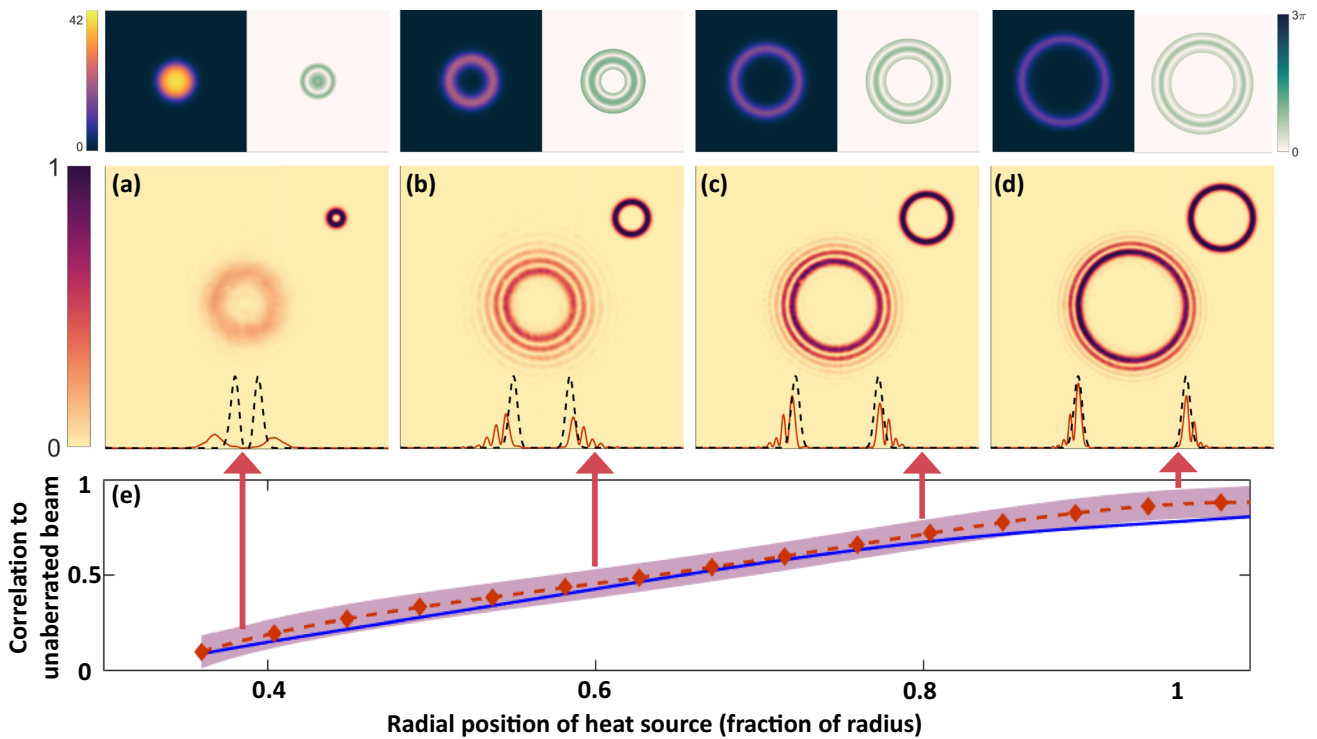 42
0
3π
0
1
0
(a)
(b)
(c)
(d)
(e)
Correlation to
unaberrated beam
1
0.5
0
0.4
0.6
0.8
1
Radial position of heat source (fraction of radius)